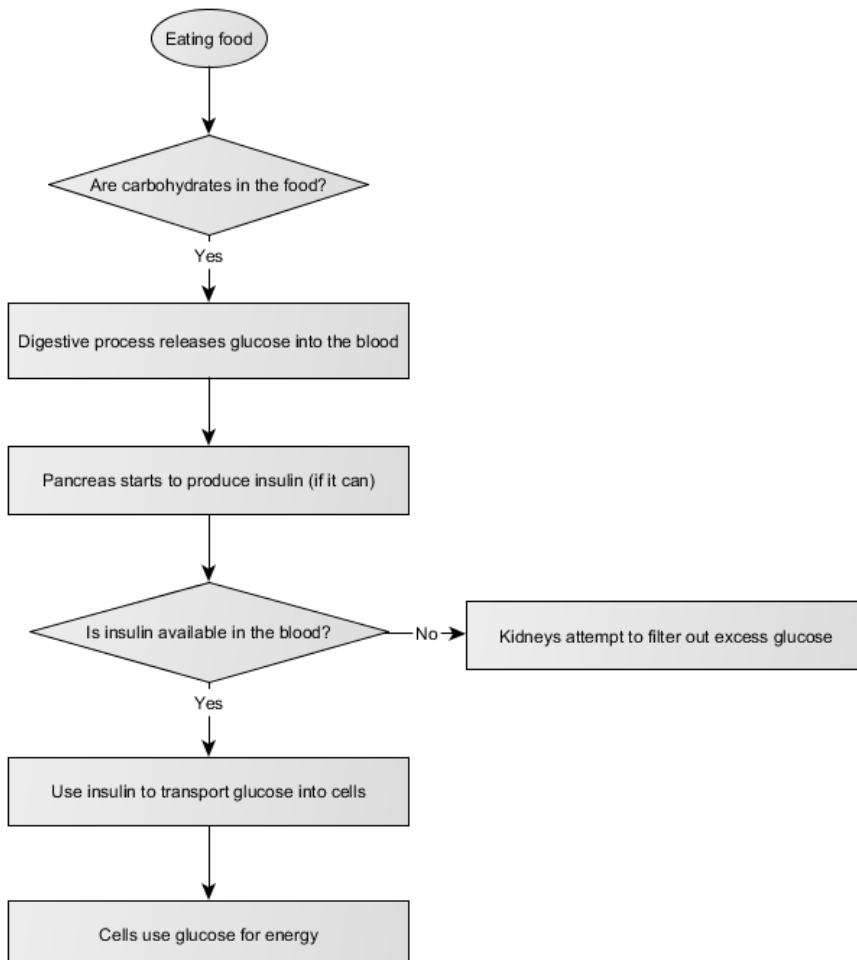 Eating food
Are carbohydrates in the food?
Yes
Digestive process releases glucose into the blood
Pancreas starts to produce insulin (if it can)
Is insulin available in the blood?
No
Kidneys attempt to filter out excess glucose
Yes
Use insulin to transport glucose into cells
Cells use glucose for energy